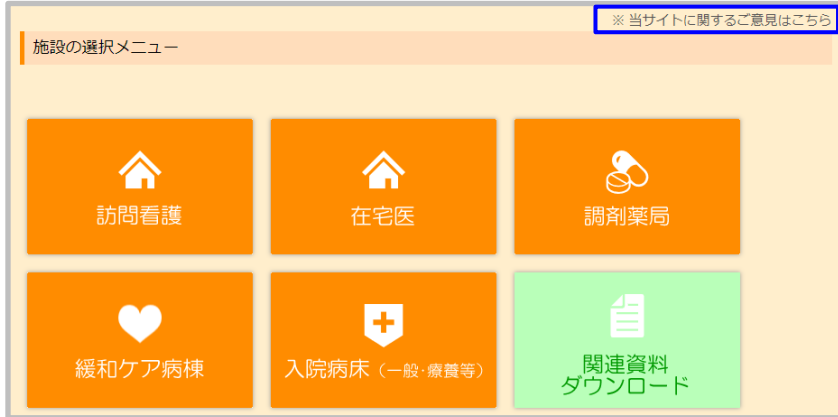 ※ 当サイトに関するご意見はこちら
施設の選択メニュー
訪問看護
在宅医
調剤薬局
緩和ケア病棟
入院病床（一般・療養等）
関連資料
ダウンロード